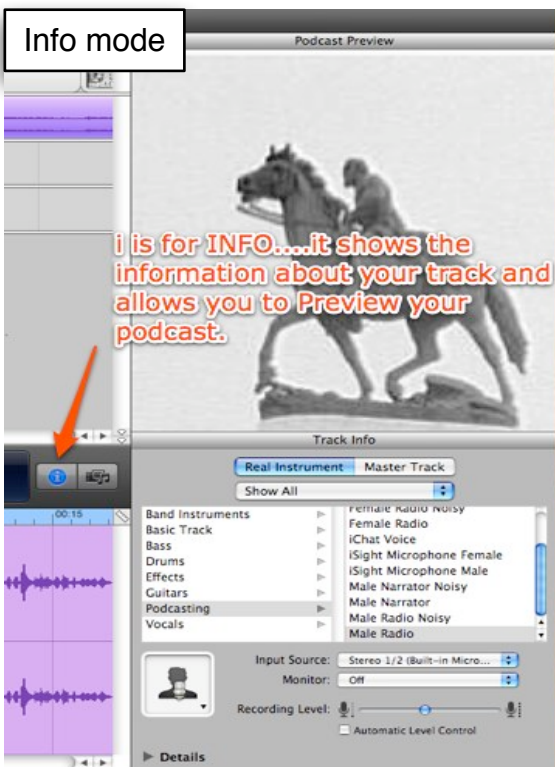 Info mode
Podcast Preview
i is for INFO....it shows the
information about your track and
allows you to Preview your
podcast.
Track Info
Real Instrument
Master Track
Show All
00:15
Band Instruments
Basic Track
Bass
Drums
Effects
Guitars
Podcasting
Vocals
Female Radio Noisy
Female Radio
iChat Voice
iSight Microphone Female
iSight Microphone Male
Male Narrator Noisy
Male Narrator
Male Radio Noisy
Male Radio
Input Source: Stereo 1/2 (Built-in Micro...
Monitor: Off
Recording Level:
Automatic Level Control
Details